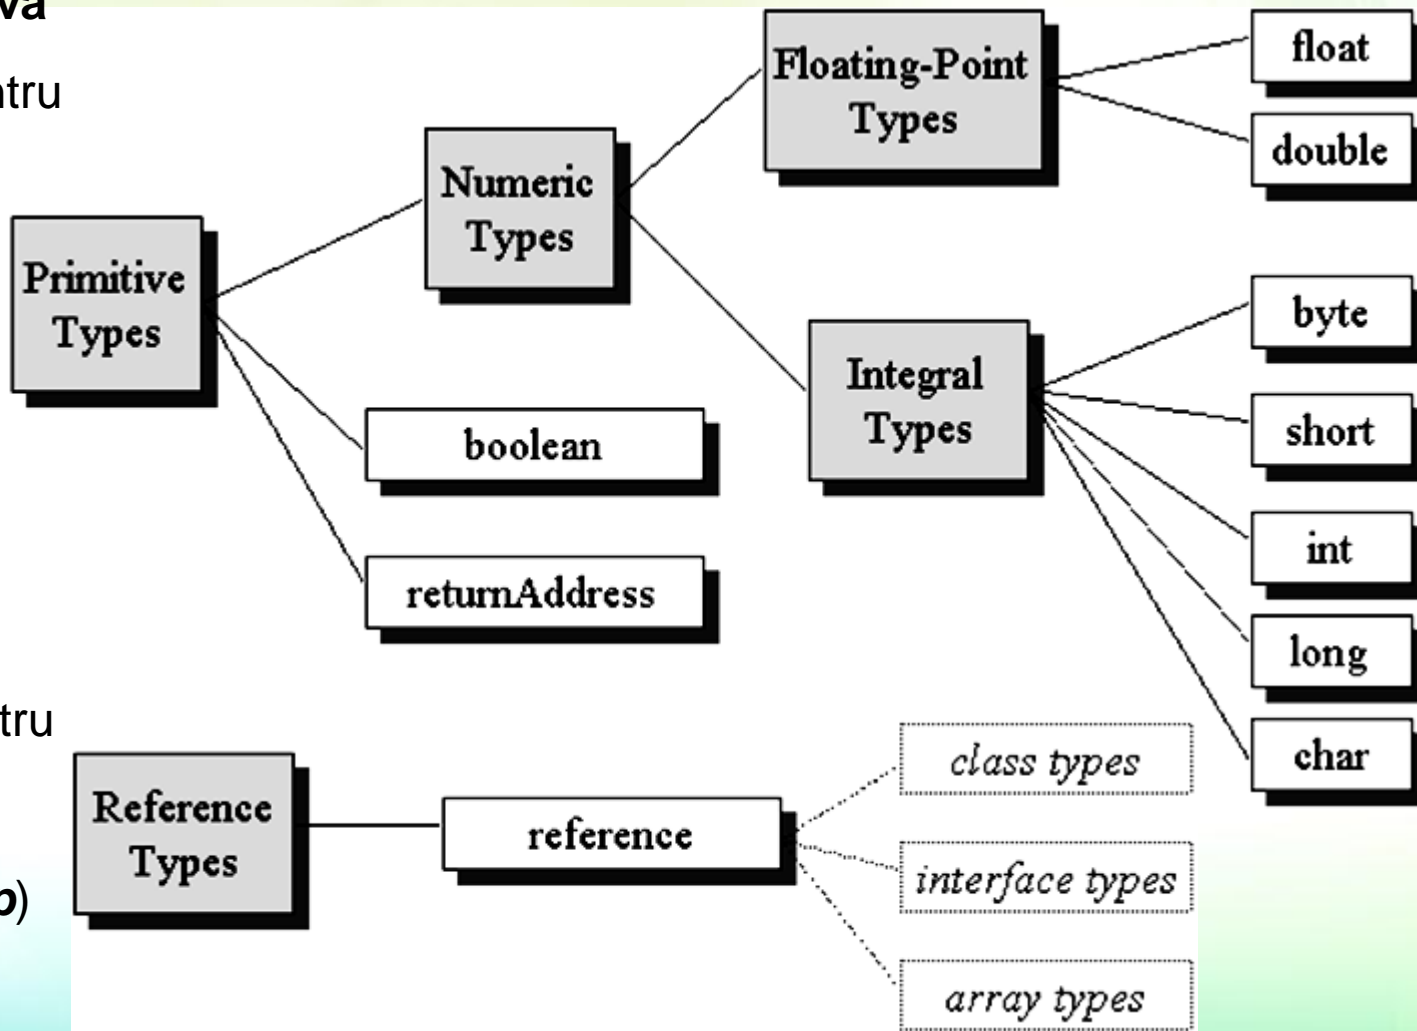 va
ntru
Floating-Point
Types
float
double
Numeric
Types
Primitive
Types
byte
Integral
Types
short
boolean
int
returnAddress
long
char
tru
class types
Reference
Types
reference
interface types
p)
array types